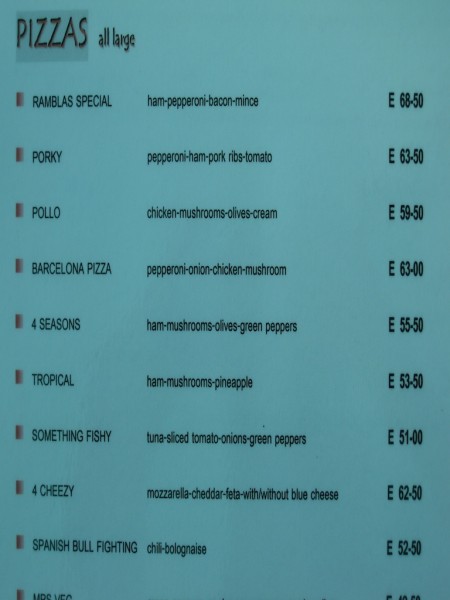 PIZZAS all large
RAMBLAS SPECIAL ham-pepperoni-bacon-mince E 68-50
PORKY pepperoni-ham-pork ribs-tomato E 63-50
POLLO chicken-mushrooms-olives-cream E 59-50
BARCELONA PIZZA pepperoni-onion-chicken-mushroom E 63-00
4 SEASONS ham-mushrooms-olives-green peppers E 55-50
TROPICAL ham-mushrooms-pineapple E 53-50
SOMETHING FISHY tuna-sliced tomato-onions-green peppers E 51-00
4 CHEEZY mozzarella-cheddar-feta-with/without blue cheese E 62-50
SPANISH BULL FIGHTING chili-bolognaise E 52-50
MRS VEG